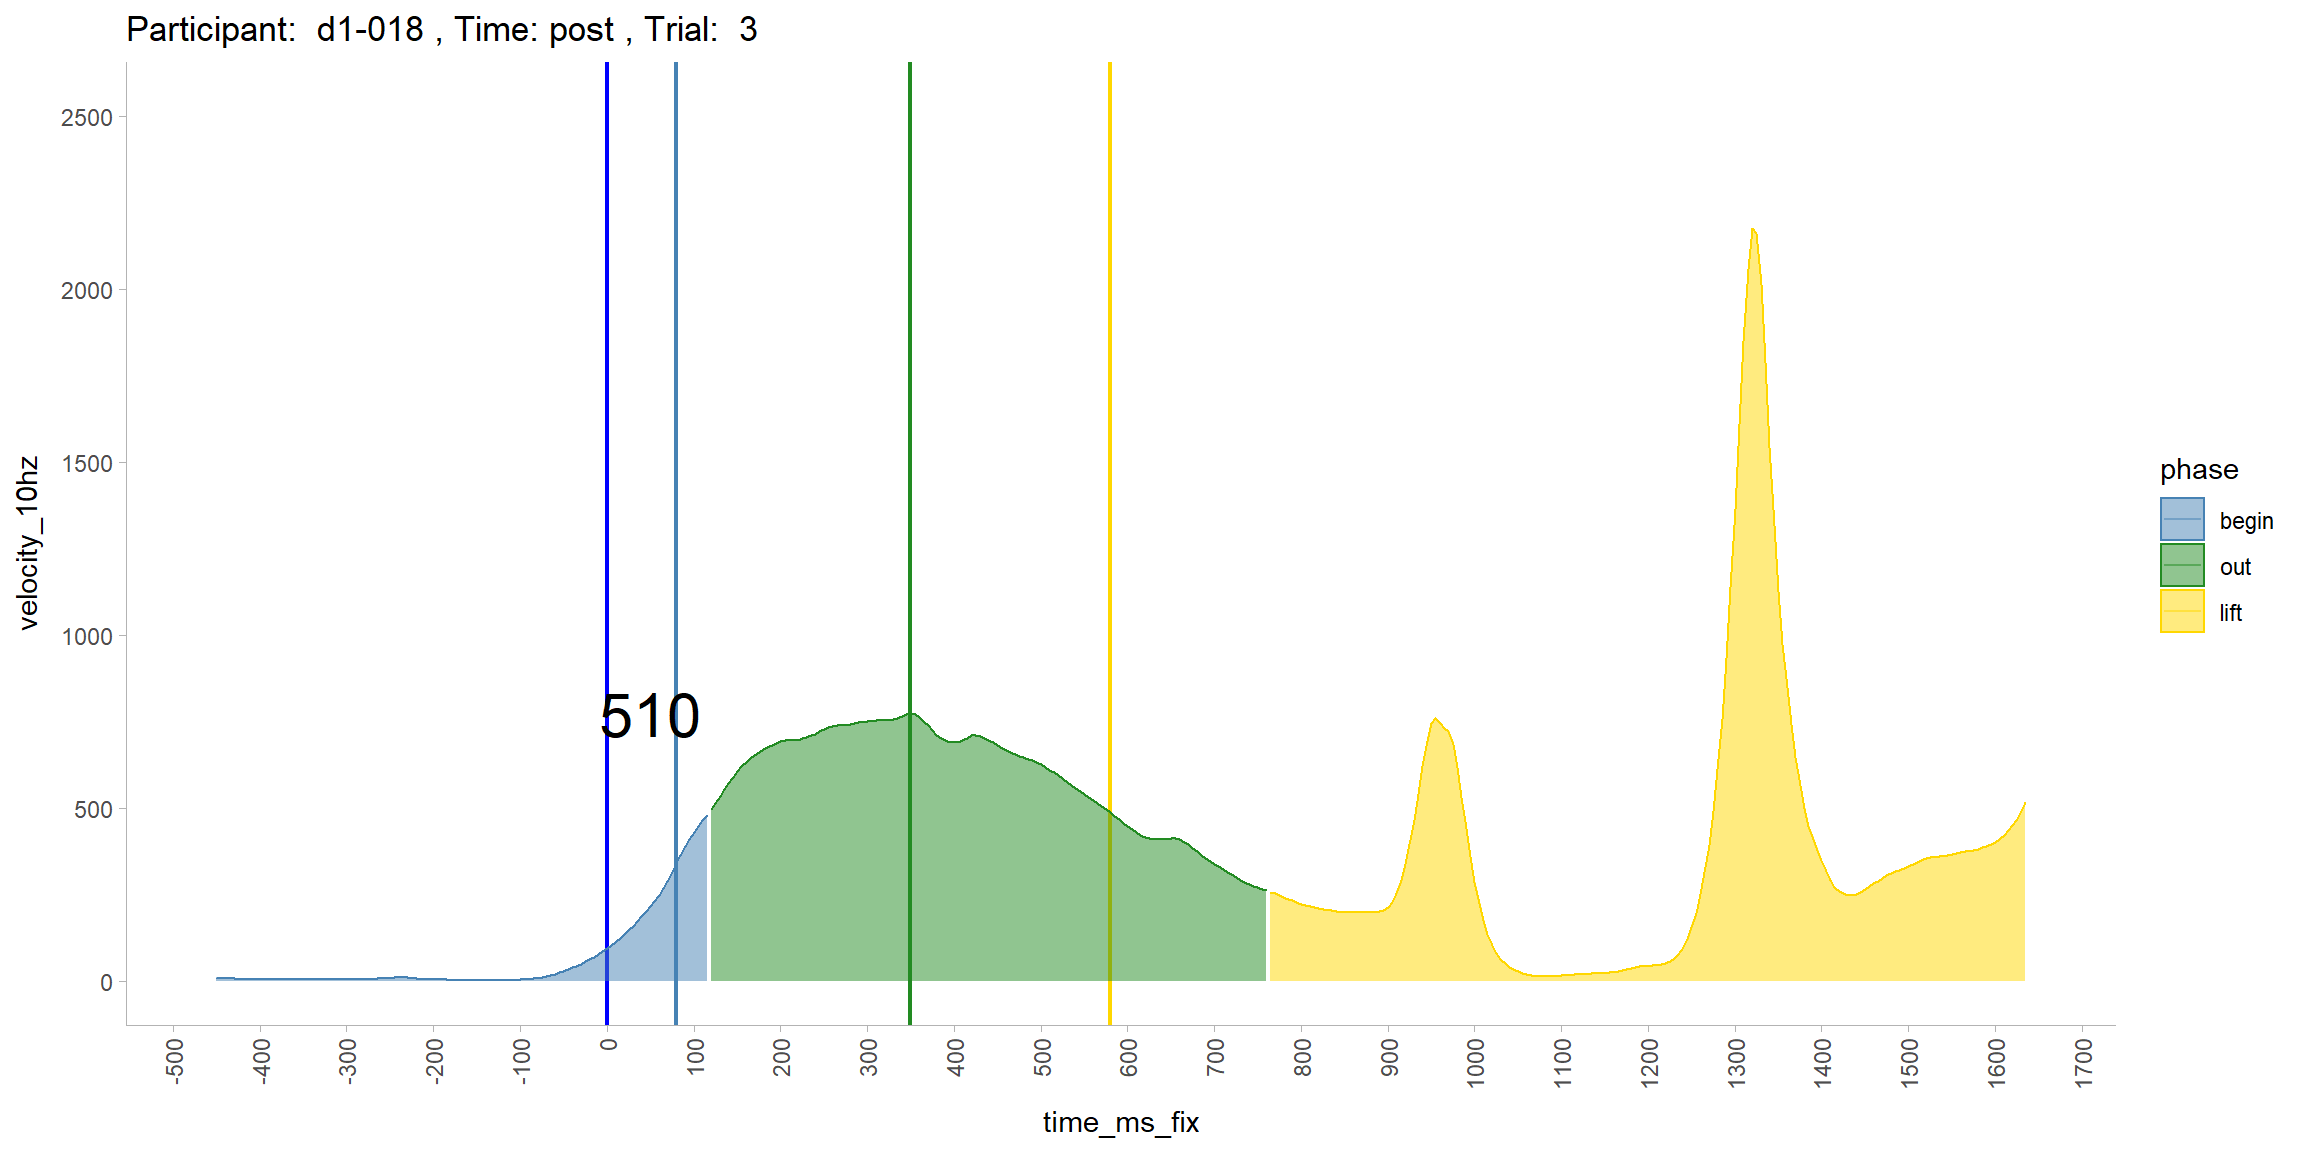 Participant:  d1-018 , Time: post , Trial:  3
2500
2000
1500
1000
500
0
velocity_10hz
510
-500 -400 -300 -200 -100 0 100 200 300 400 500 600 700 800 900 1000 1100 1200 1300 1400 1500 1600 1700
time_ms_fix
phase
begin
out
lift